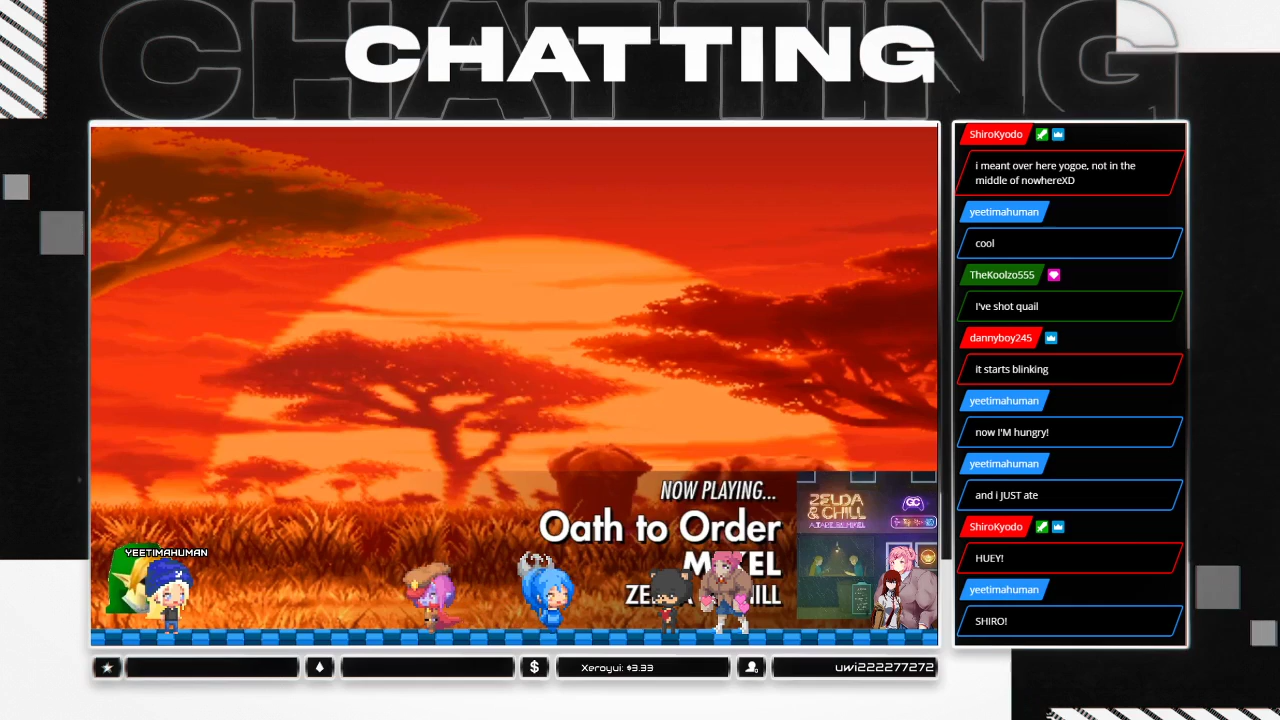 CHATTING
CHATTING
ShiroKyodo
i meant over here yogoe, not in the
middle of nowhereXD
yeetimahuman
cool
TheKoolzo555
I've shot quail
dannyboy245
it starts blinking
yeetimahuman
now I'M hungry!
yeetimahuman
and i JUST ate
ShiroKyodo
HUEY!
yeetimahuman
SHIRO!
NOW PLAYING...
Oath to Order
ZELDA
& CHILL
GC
YEETIMAHUMAN
$
Xeroyui: $3.33
uwi222277272